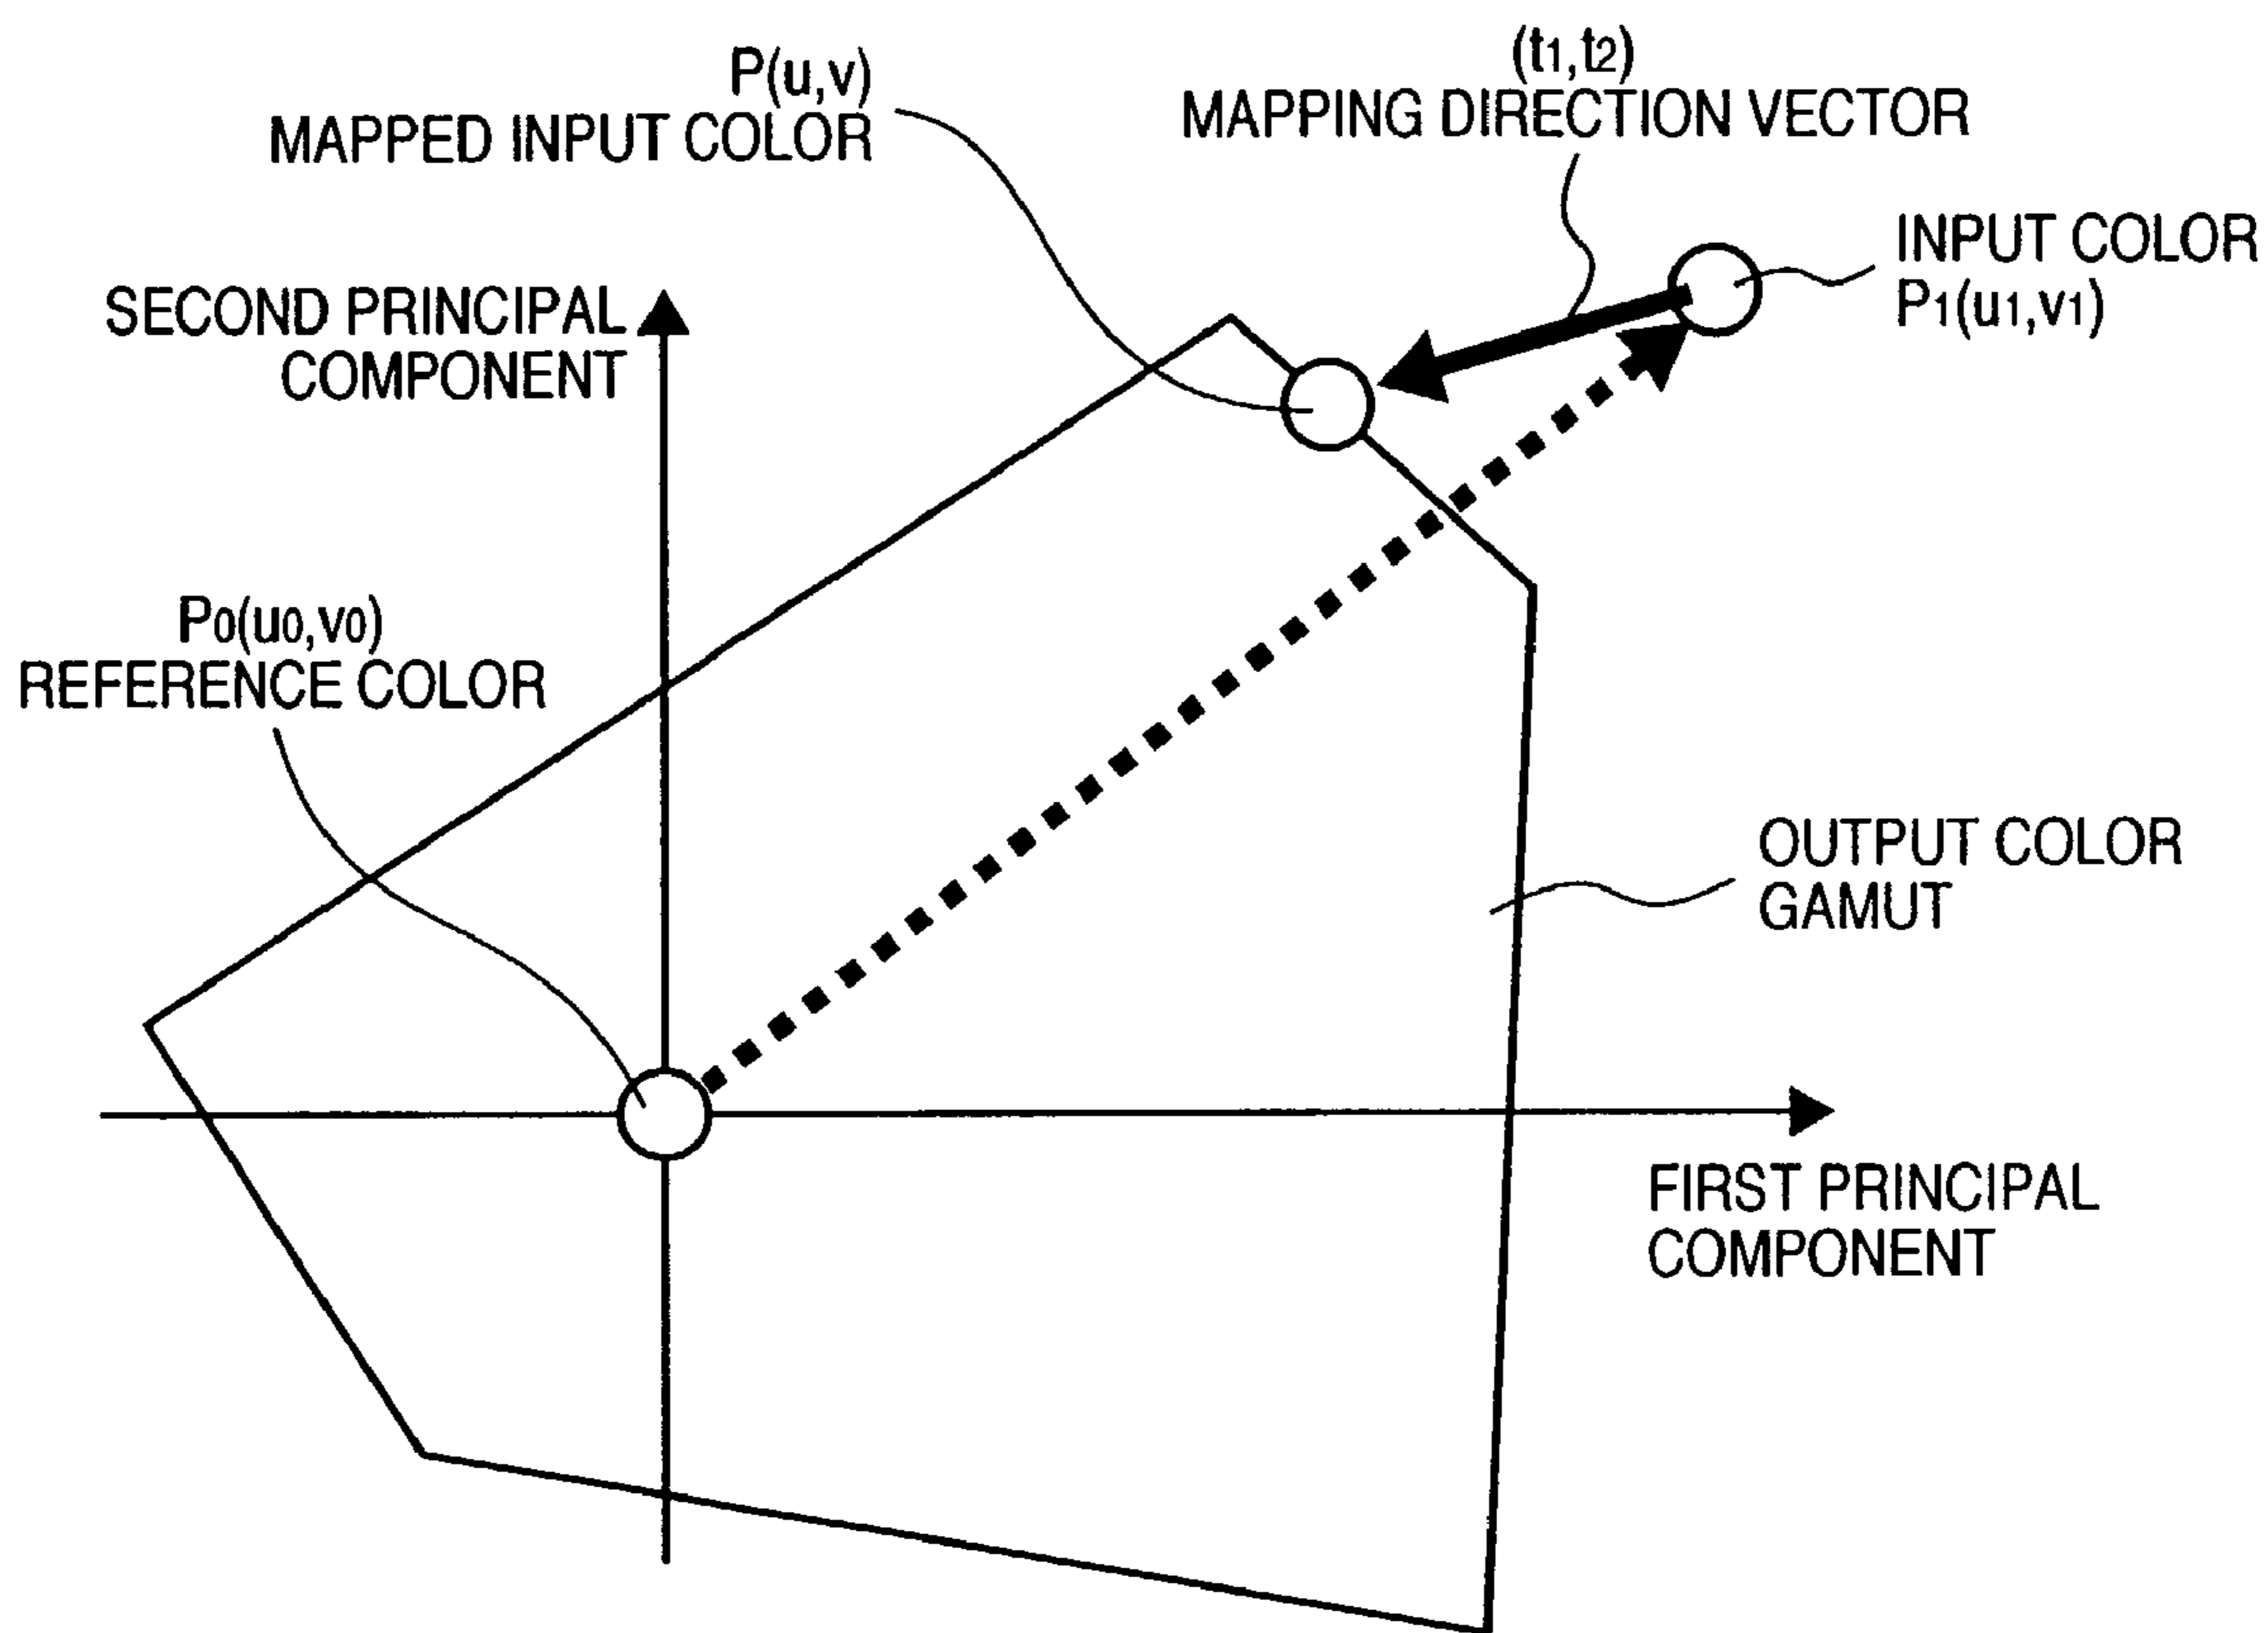 P(u,v)
MAPPED INPUT COLOR
(t1,t2)
MAPPING DIRECTION VECTOR
INPUT COLOR
P1(u1,v1)
SECOND PRINCIPAL
COMPONENT
P0(u0,v0)
REFERENCE COLOR
OUTPUT COLOR
GAMUT
FIRST PRINCIPAL
COMPONENT